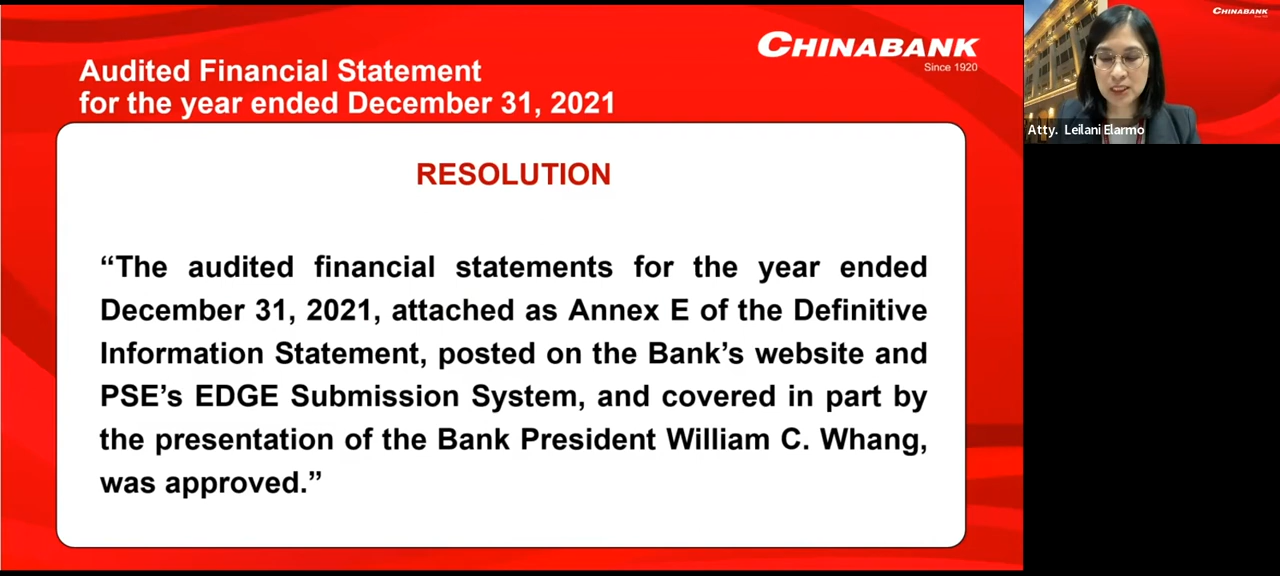 CHINABANK
Since 1920
Audited Financial Statement
for the year ended December 31, 2021
RESOLUTION
“The audited financial statements for the year ended
December 31, 2021, attached as Annex E of the Definitive
Information Statement, posted on the Bank’s website and
PSE’s EDGE Submission System, and covered in part by
the presentation of the Bank President William C. Whang,
was approved.”
CHINABANK
Atty. Leilani Elarmo